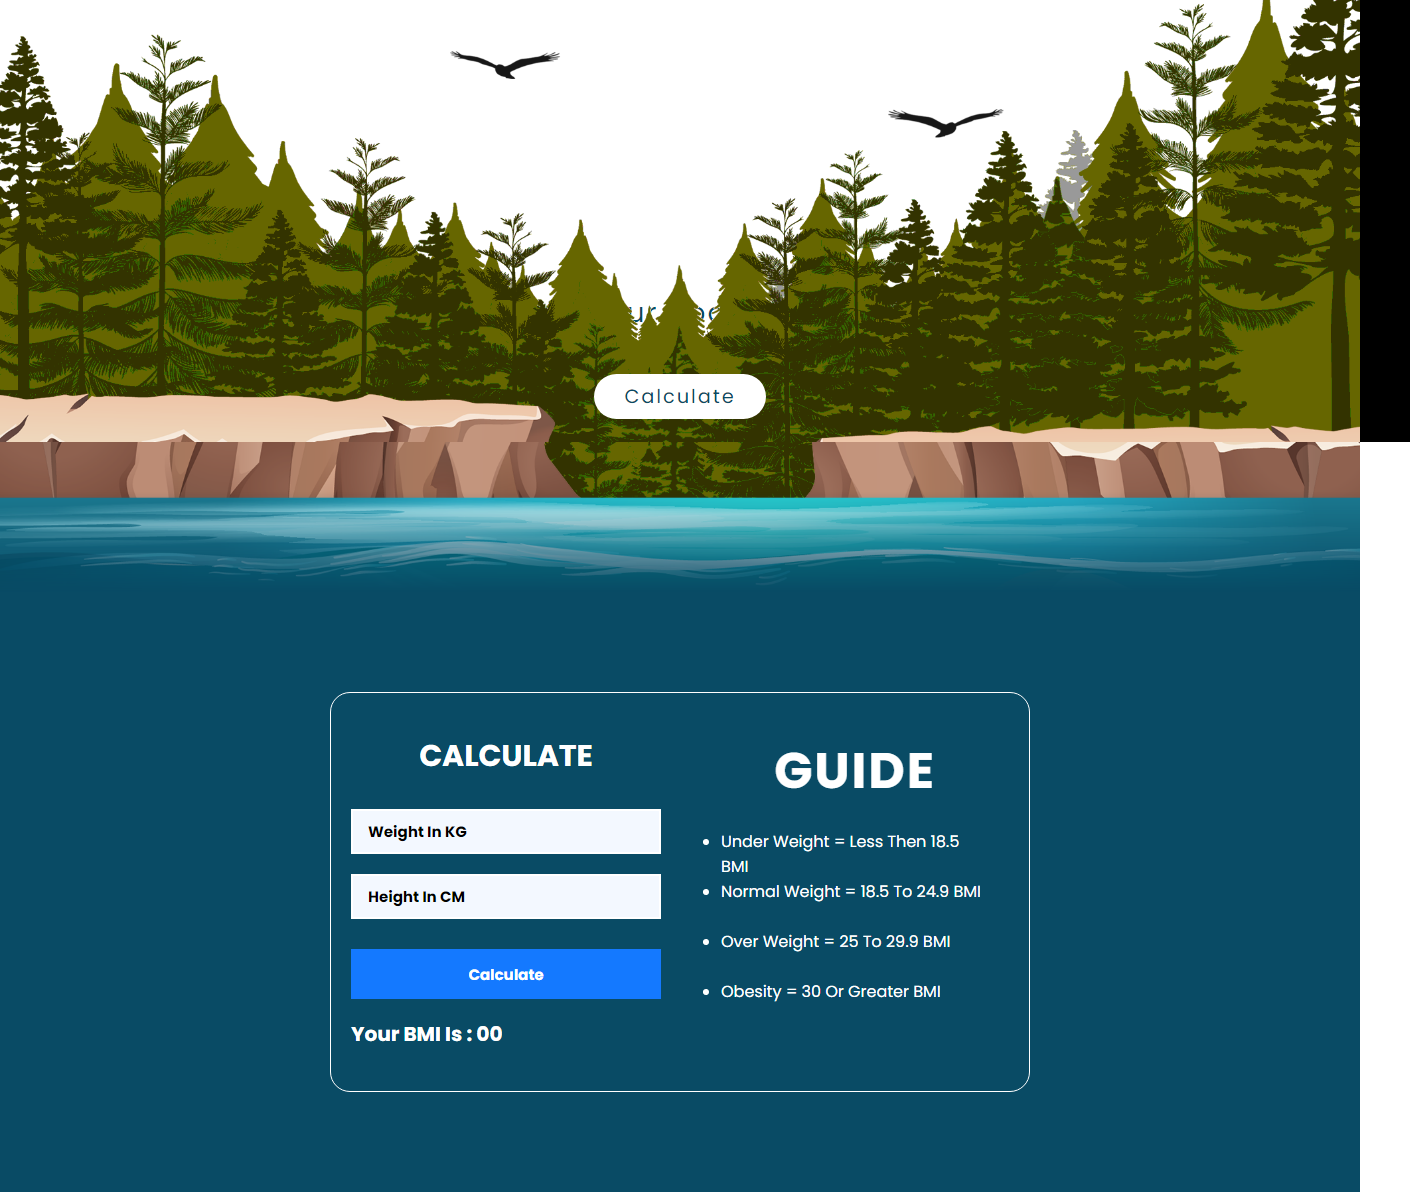 Calculate
CALCULATE
Weight In KG
Height In CM
Calculate
Your BMI Is : 00
GUIDE
Under Weight = Less Then 18.5
BMI
Normal Weight = 18.5 To 24.9 BMI
Over Weight = 25 To 29.9 BMI
Obesity = 30 Or Greater BMI